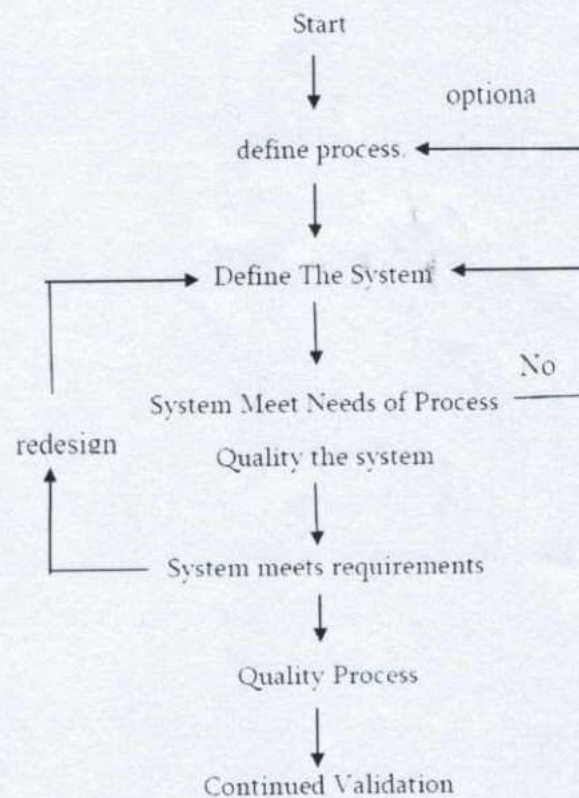 Start
optiona
define process.
Define The System
No
System Meet Needs of Process
redesign
Quality the system
System meets requirements
Quality Process
Continued Validation